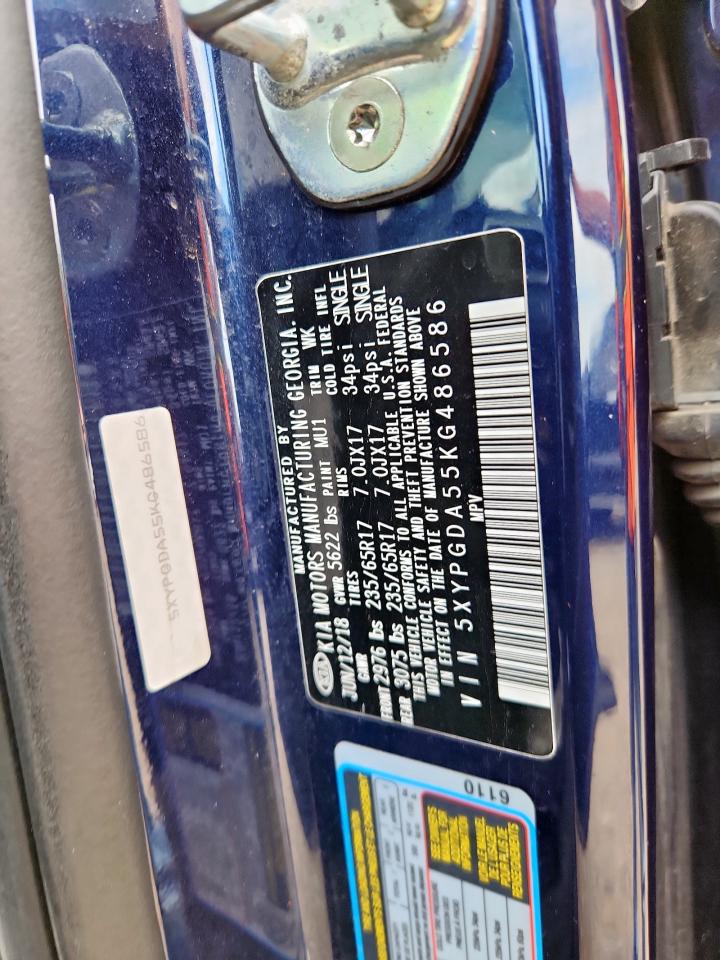 MANUFACTURED BY
KIA KIA MOTORS MANUFACTURING GEORGIA. INC.
JUN/12/18 GVWR 5622 lbs PAINT MU1 TRIM WK
GWR TIRES RIMS COLD TIRE INFL
FRONT 2976 lbs 235/65R17 7.0JX17 34psi SINGLE
REAR 3075 lbs 235/65R17 7.0JX17 34psi SINGLE
THIS VEHICLE CONFORMS TO ALL APPLICABLE U.S.A. FEDERAL
MOTOR VEHICLE SAFETY AND THEFT PREVENTION STANDARDS
IN EFFECT ON THE DATE OF MANUFACTURE SHOWN ABOVE
VIN 5XYPGDA55KG486586
MPV
5XYPGDA55KG486586
6110